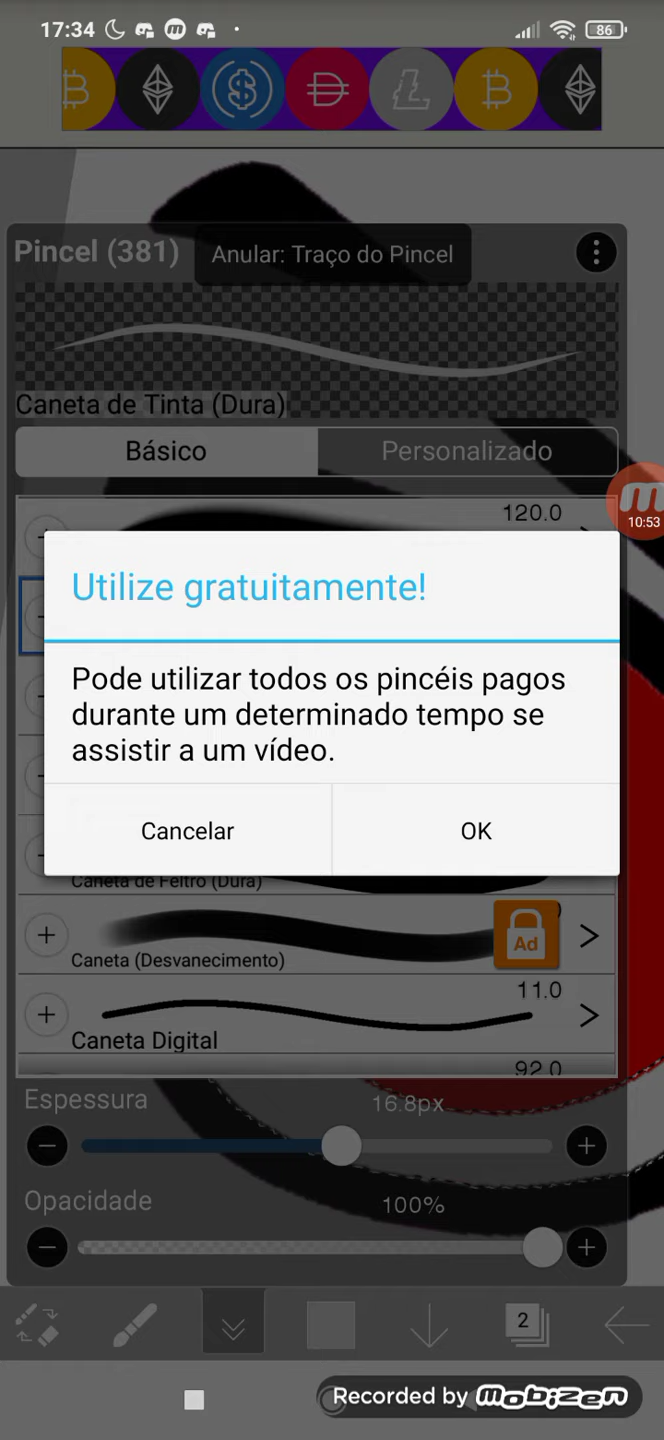 17:34
86
Pincel (381)
Anular: Traço do Pincel
Caneta de Tinta (Dura)
Básico
Personalizado
120.0
10:53
Utilize gratuitamente!
Pode utilizar todos os pincéis pagos
durante um determinado tempo se
assistir a um vídeo.
Cancelar
OK
Caneta de Feltro (Dura)
Ad
Caneta (Desvanecimento)
11.0
Caneta Digital
92.0
Espessura
16.8px
Opacidade
100%
2
Recorded by mobizen